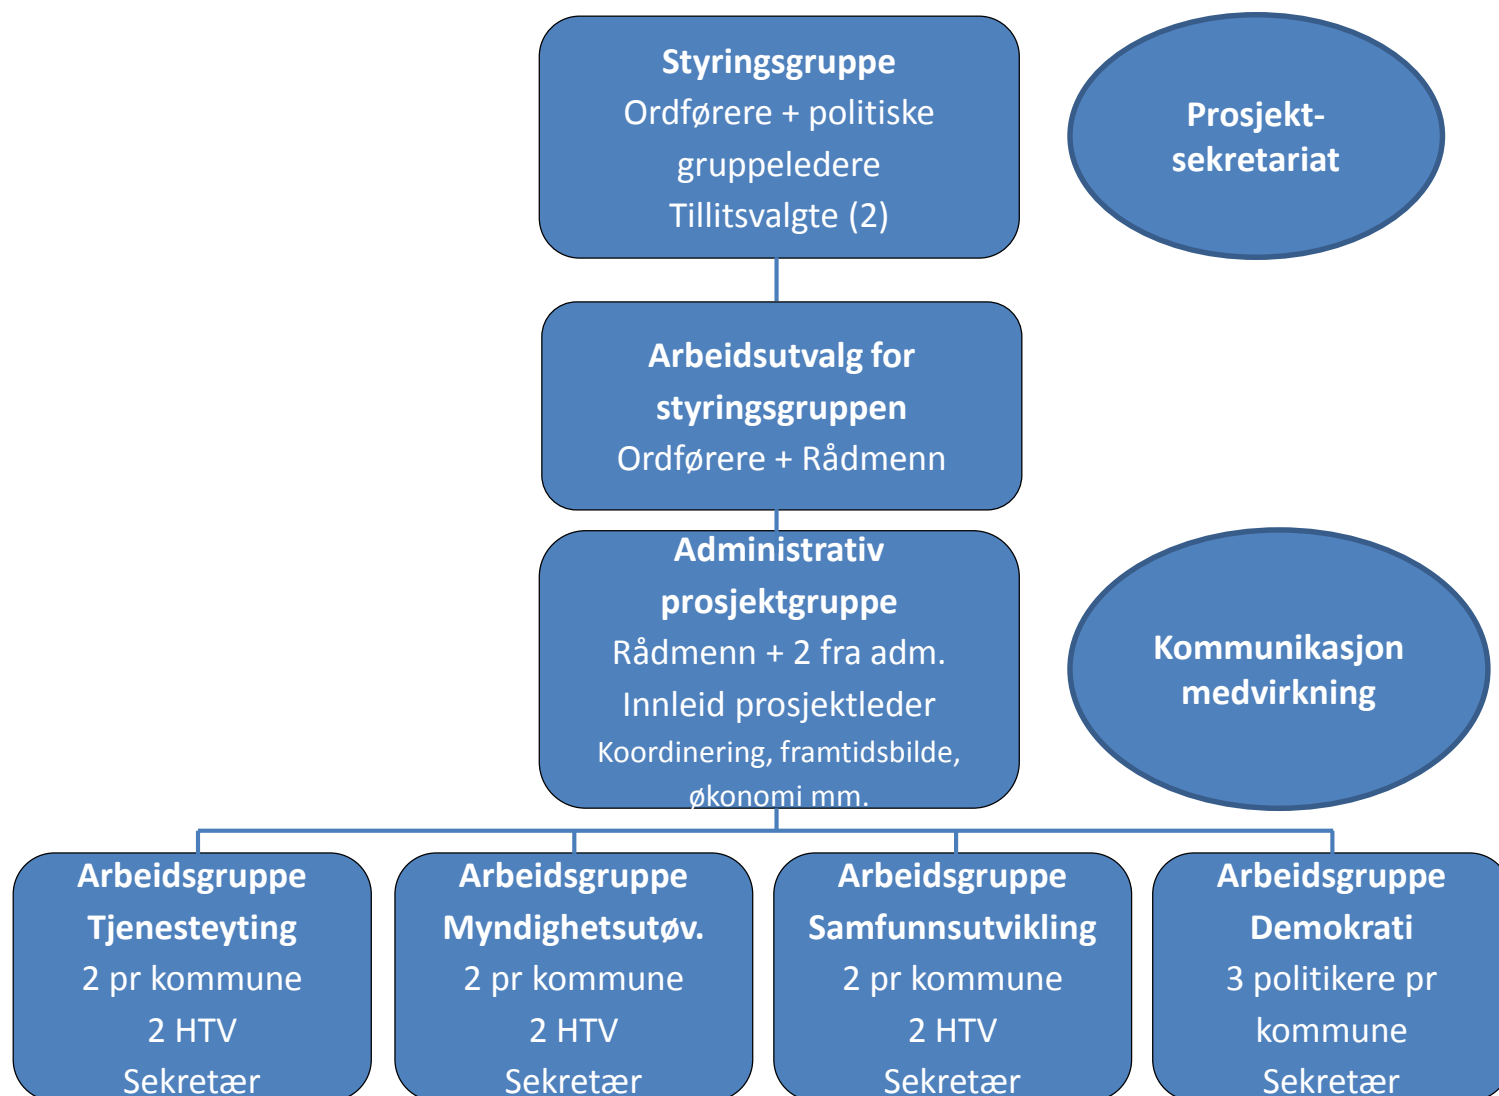 Styringsgruppe
Ordførere + politiske
gruppeledere
Tillitsvalgte (2)
Prosjekt-
sekretariat
Arbeidsutvalg for
styringsgruppen
Ordførere + Rådmenn
Administrativ
prosjektgruppe
Rådmenn + 2 fra adm.
Innleid prosjektleder
Koordinering, framtidsbilde,
økonomi mm.
Kommunikasjon
medvirkning
Arbeidsgruppe
Tjenesteyting
2 pr kommune
2 HTV
Sekretær
Arbeidsgruppe
Myndighetsutøv.
2 pr kommune
2 HTV
Sekretær
Arbeidsgruppe
Samfunnsutvikling
2 pr kommune
2 HTV
Sekretær
Arbeidsgruppe
Demokrati
3 politikere pr
kommune
Sekretær